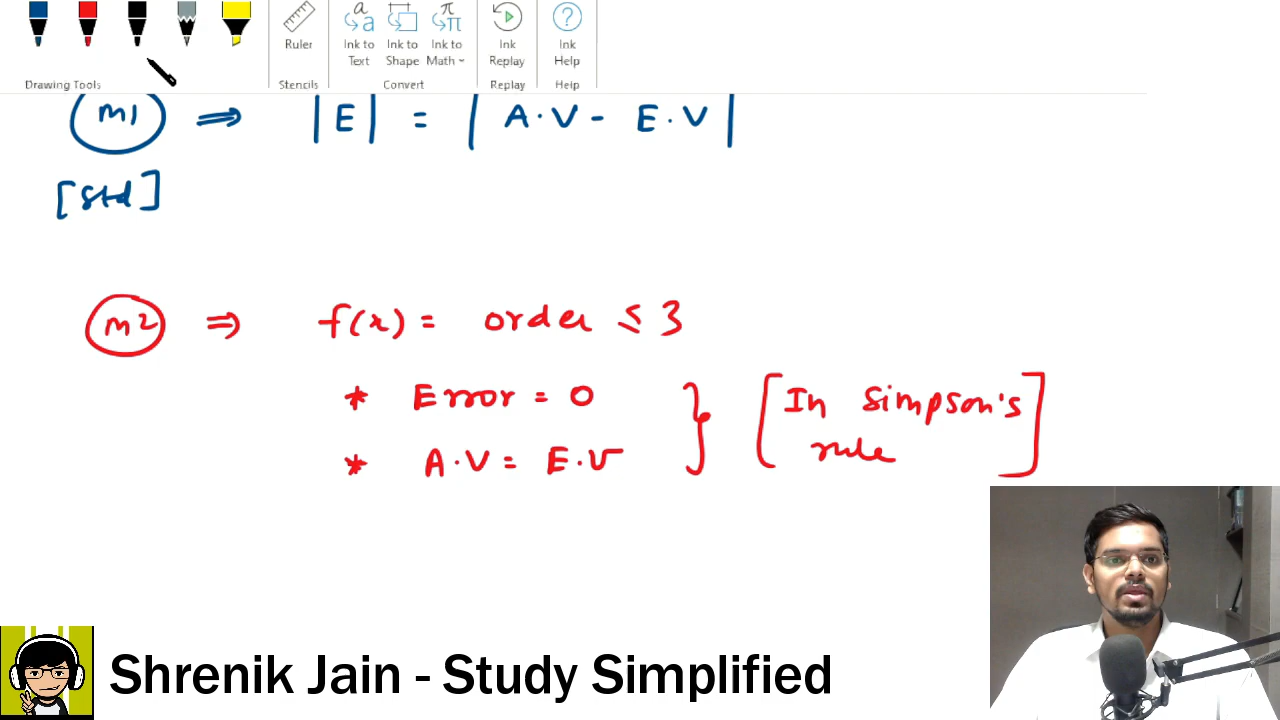 Ruler
Ink to Text
Ink to Shape
Ink to Math
Ink Replay
Ink Help
Drawing Tools
Stencils
Convert
Replay
Help
m1 ⇒ |E| = | A.V - E.V |
[std]
m2 ⇒ f(x) = order ≤ 3
* Error = 0
* A.V = E.V
[In Simpson's rule]
Shrenik Jain - Study Simplified